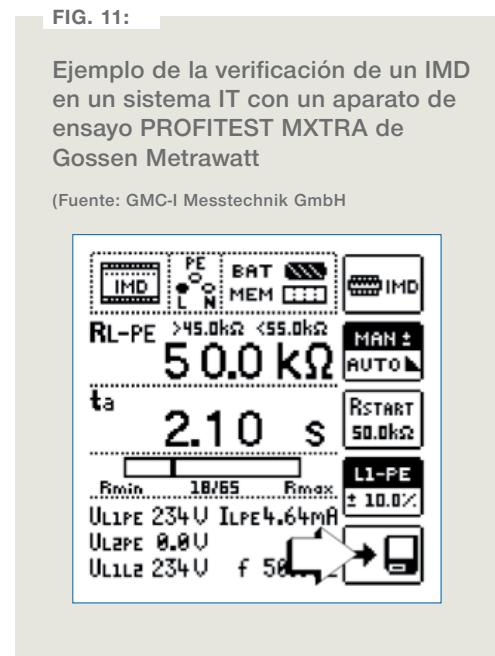 FIG. 11:
Ejemplo de la verificación de un IMD
en un sistema IT con un aparato de
ensayo PROFITEST MXTRA de
Gossen Metrawatt
(Fuente: GMC-I Messtechnik GmbH
IMD
PE
L N
BAT
MEM
IMD
RL-PE >45.0kΩ <55.0kΩ
50.0 kΩ
MAN ±
AUTO
ta
2.10 s
RSTART
50.0kΩ
Rmin 18/65 Rmax
L1-PE
± 10.0%
UL1PE 234V ILPE4.64mA
UL2PE 0.0V
UL1L2 234V f